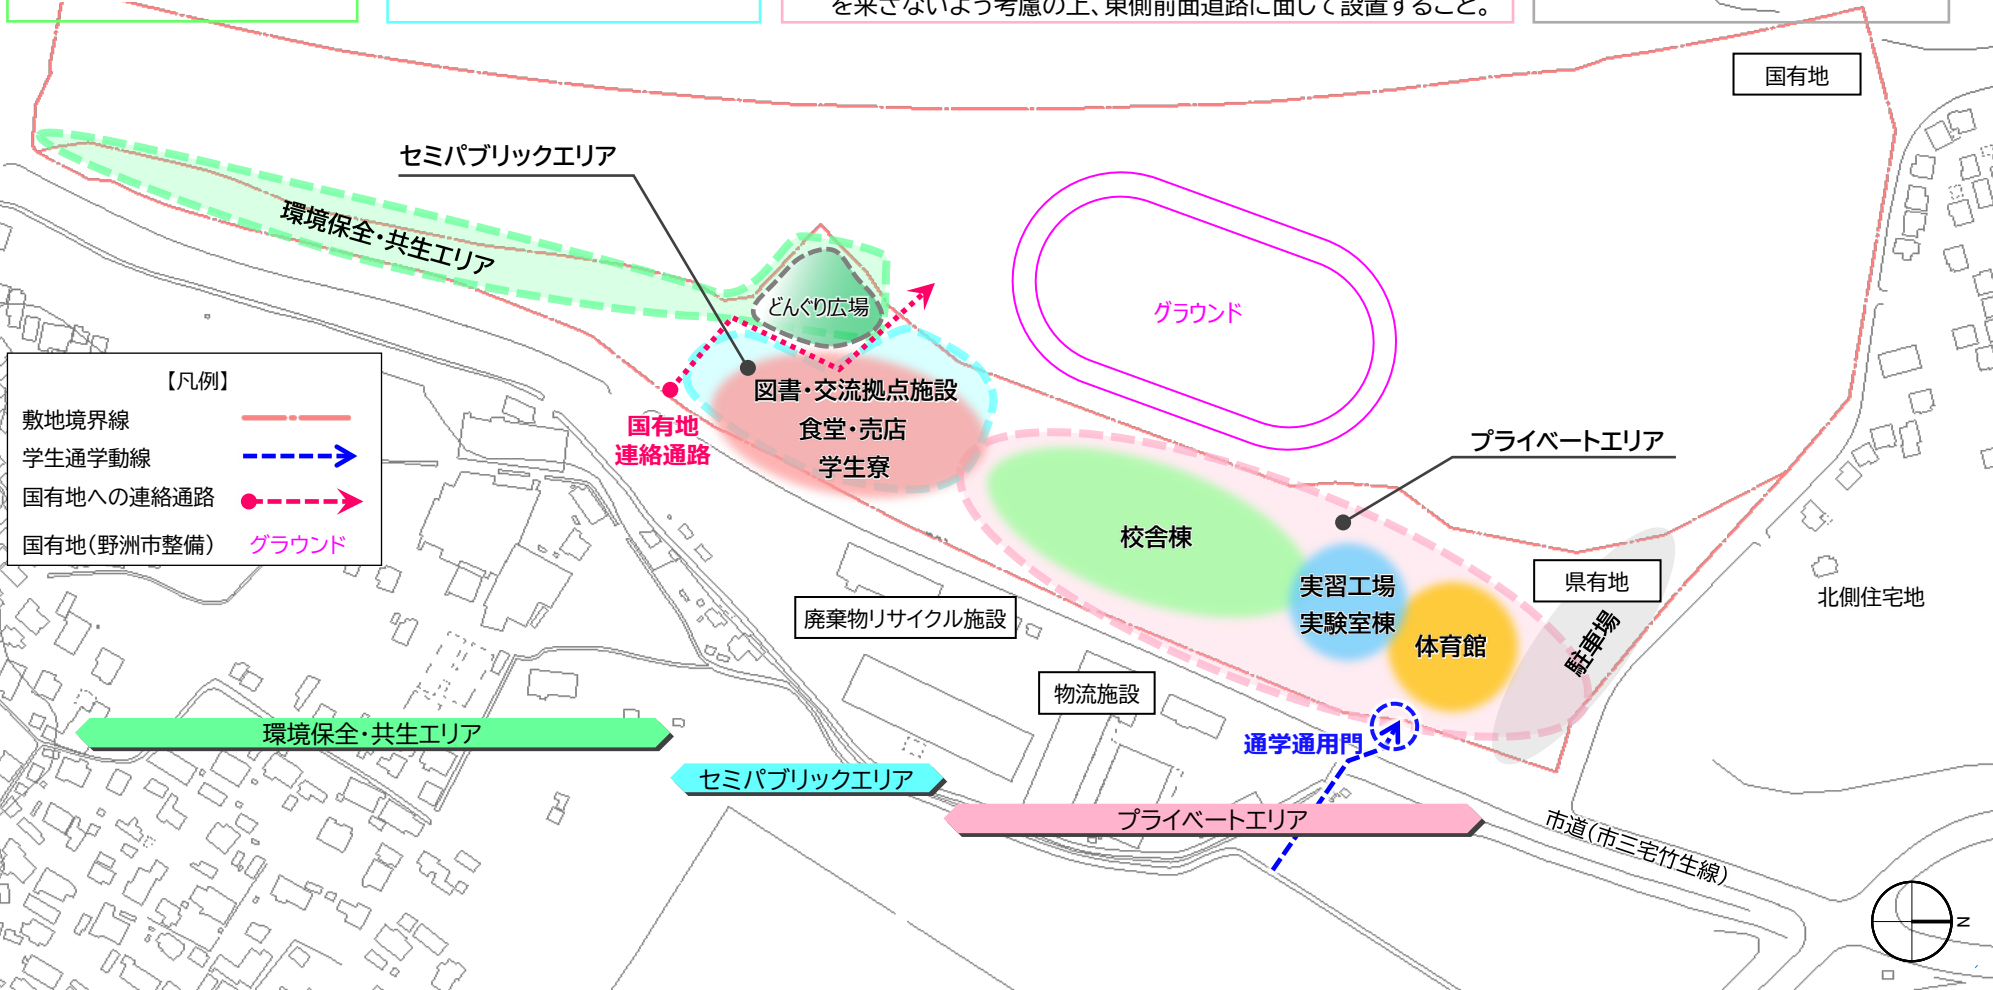 を来さないよう考慮の上、東側前面道路に面して設置すること。
国有地
セミパブリックエリア
環境保全・共生エリア
どんぐり広場
グラウンド
【凡例】
敷地境界線
学生通学動線
国有地への連絡通路
国有地（野洲市整備）
グラウンド
国有地
連絡通路
図書・交流拠点施設
食堂・売店
学生寮
プライベートエリア
校舎棟
実習工場
実験室棟
体育館
県有地
駐車場
北側住宅地
廃棄物リサイクル施設
物流施設
通学通用門
環境保全・共生エリア
セミパブリックエリア
プライベートエリア
市道（市三宅竹生線）
N